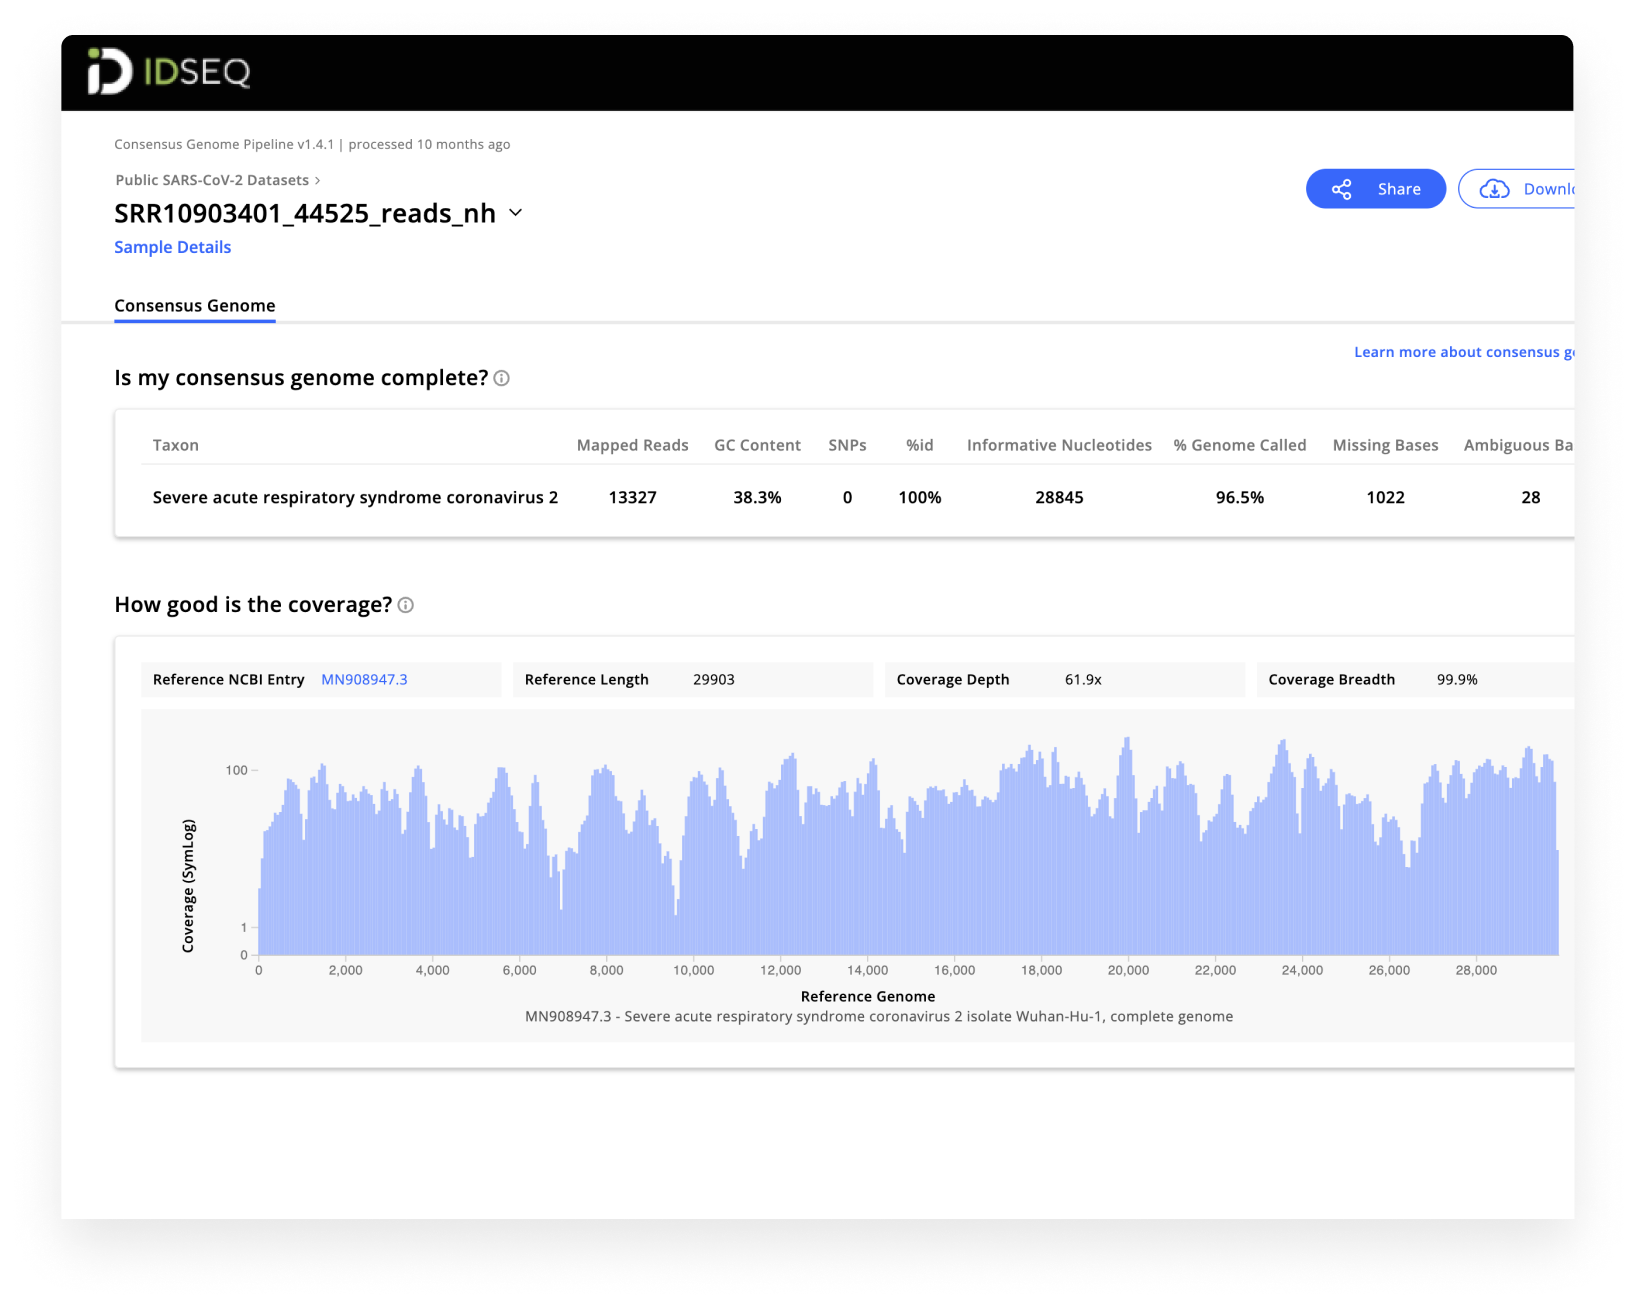 iD IDSEQ
Consensus Genome Pipeline v1.4.1 | processed 10 months ago
Public SARS-CoV-2 Datasets >
SRR10903401_44525_reads_nh
Sample Details
Share
Downlo
Consensus Genome
Learn more about consensus ge
Is my consensus genome complete?
Taxon Mapped Reads GC Content SNPs %id Informative Nucleotides % Genome Called Missing Bases Ambiguous Ba
Severe acute respiratory syndrome coronavirus 2 13327 38.3% 0 100% 28845 96.5% 1022 28
How good is the coverage?
Reference NCBI Entry MN908947.3 Reference Length 29903 Coverage Depth 61.9x Coverage Breadth 99.9%
Coverage (SymLog)
100
1
0
0 2,000 4,000 6,000 8,000 10,000 12,000 14,000 16,000 18,000 20,000 22,000 24,000 26,000 28,000
Reference Genome
MN908947.3 - Severe acute respiratory syndrome coronavirus 2 isolate Wuhan-Hu-1, complete genome